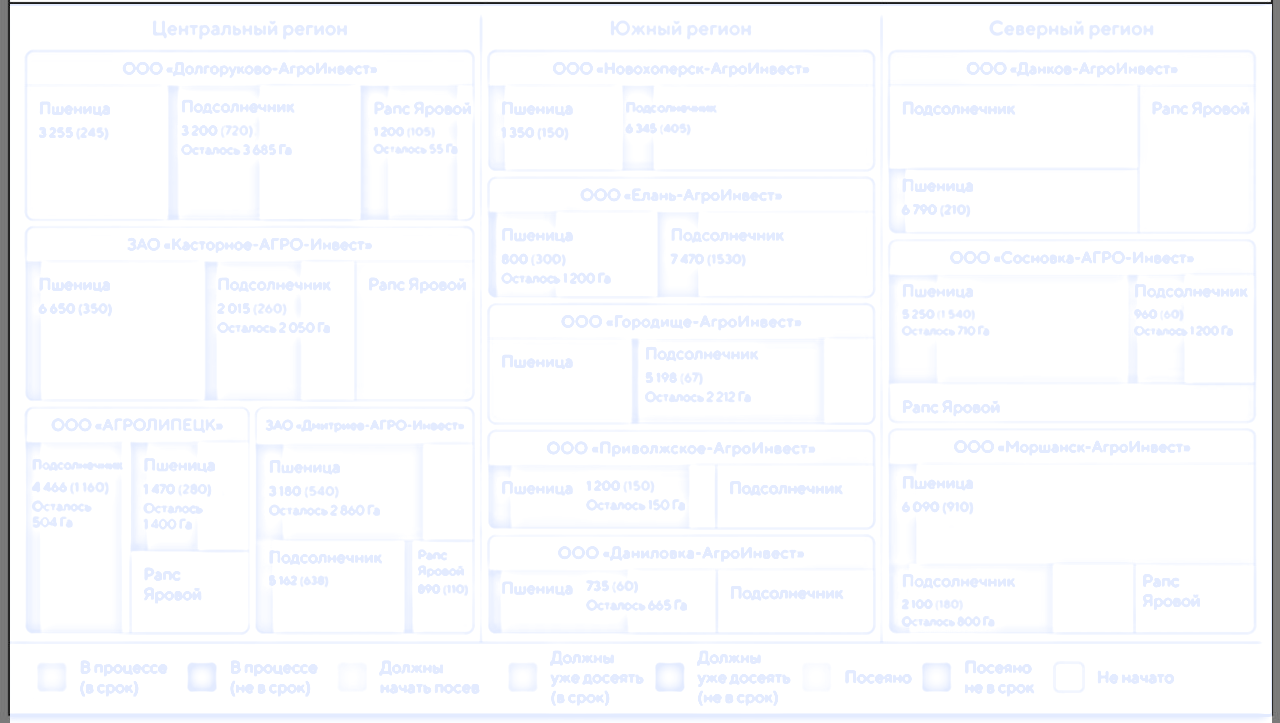 Центральный регион
ООО «Долгоруково-АгроИнвест»
Пшеница
3 255 (245)
Подсолнечник
3 200 (720)
Осталось 3 685 Га
Рапс Яровой
1 200 (105)
Осталось 55 Га
ЗАО «Касторное-АГРО-Инвест»
Пшеница
6 650 (350)
Подсолнечник
2 015 (260)
Осталось 2 050 Га
Рапс Яровой
ООО «АГРОЛИПЕЦК»
Подсолнечник
4 466 (1 160)
Осталось
504 Га
Пшеница
1 470 (280)
Осталось
1 400 Га
Рапс
Яровой
ЗАО «Дмитриев-АГРО-Инвест»
Пшеница
3 180 (540)
Осталось 2 860 Га
Подсолнечник
5 162 (638)
Рапс
Яровой
890 (110)
Южный регион
ООО «Новохоперск-АгроИнвест»
Пшеница
1 350 (150)
Подсолнечник
6 345 (405)
ООО «Елань-АгроИнвест»
Пшеница
800 (300)
Осталось 1 200 Га
Подсолнечник
7 470 (1530)
ООО «Городище-АгроИнвест»
Пшеница
Подсолнечник
5 198 (67)
Осталось 2 212 Га
ООО «Приволжское-АгроИнвест»
Пшеница
1 200 (150)
Осталось 150 Га
Подсолнечник
ООО «Даниловка-АгроИнвест»
Пшеница
735 (60)
Осталось 665 Га
Подсолнечник
Северный регион
ООО «Данков-АгроИнвест»
Подсолнечник
Рапс Яровой
Пшеница
6 790 (210)
ООО «Сосновка-АГРО-Инвест»
Пшеница
5 250 (1 540)
Осталось 710 Га
Подсолнечник
960 (60)
Осталось 1 200 Га
Рапс Яровой
ООО «Моршанск-АгроИнвест»
Пшеница
6 090 (910)
Подсолнечник
2 100 (180)
Осталось 800 Га
Рапс
Яровой
В процессе
(в срок)
В процессе
(не в срок)
Должны
начать посев
Должны
уже досеять
(в срок)
Должны
уже досеять
(не в срок)
Посеяно
Посеяно
не в срок
Не начато